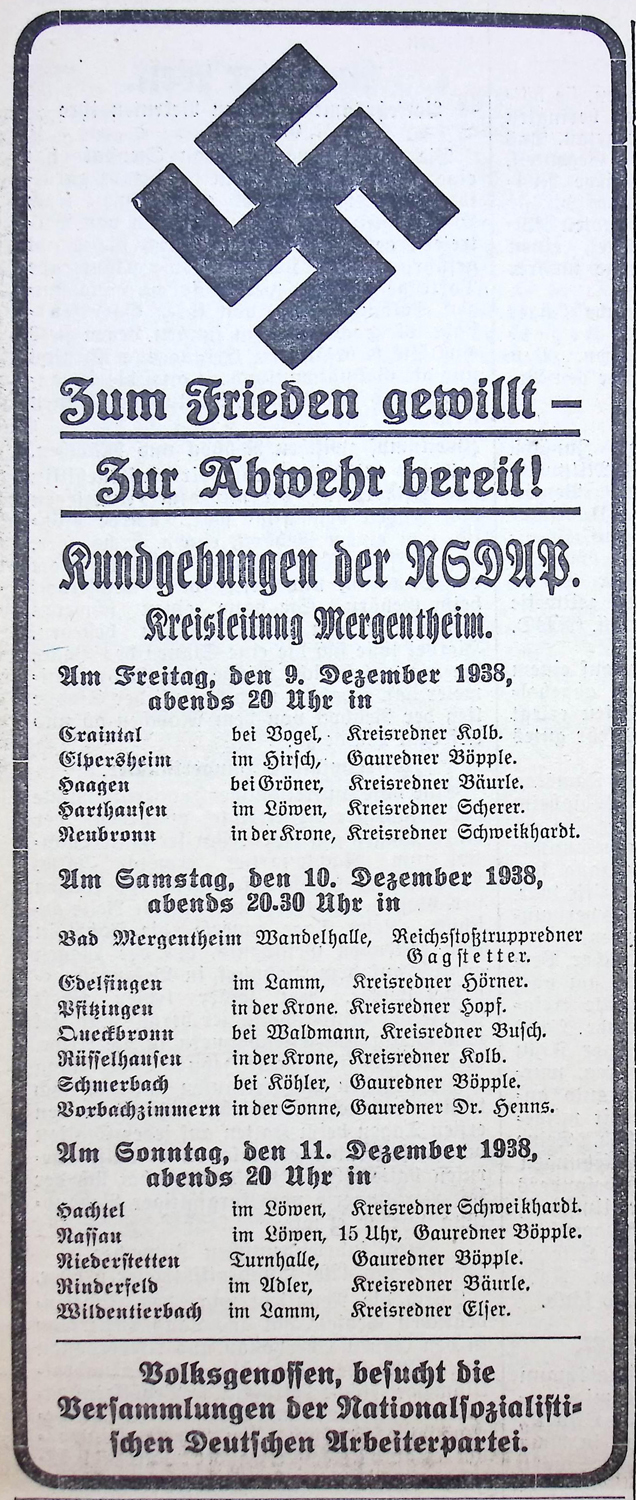 Zum Frieden gewillt –
Zur Abwehr bereit!
Kundgebungen der NSDAP.
Kreisleitung Mergentheim.
Am Freitag, den 9. Dezember 1938,
abends 20 Uhr in
Craintal bei Vogel, Kreisredner Kolb.
Elpersheim im Hirsch, Gauredner Böpple.
Haagen bei Gröner, Kreisredner Bäurle.
Harthausen im Löwen, Kreisredner Scherer.
Neubronn in der Krone, Kreisredner Schweikhardt.
Am Samstag, den 10. Dezember 1938,
abends 20.30 Uhr in
Bad Mergentheim Wandelhalle, Reichsstoßtruppredner
Gagstetter.
Edelfingen im Lamm, Kreisredner Hörner.
Pfitzingen in der Krone. Kreisredner Hopf.
Queckbronn bei Waldmann, Kreisredner Busch.
Rüsselhausen in der Krone, Kreisredner Kolb.
Schmerbach bei Köhler, Gauredner Böpple.
Vorbachzimmern in der Sonne, Gauredner Dr. Henns.
Am Sonntag, den 11. Dezember 1938,
abends 20 Uhr in
Hachtel im Löwen, Kreisredner Schweikhardt.
Nassau im Löwen, 15 Uhr, Gauredner Böpple.
Niederstetten Turnhalle, Gauredner Böpple.
Rinderfeld im Adler, Kreisredner Bäurle.
Wildentierbach im Lamm, Kreisredner Elser.
Volksgenossen, besucht die
Versammlungen der Nationalsozialisti-
schen Deutschen Arbeiterpartei.